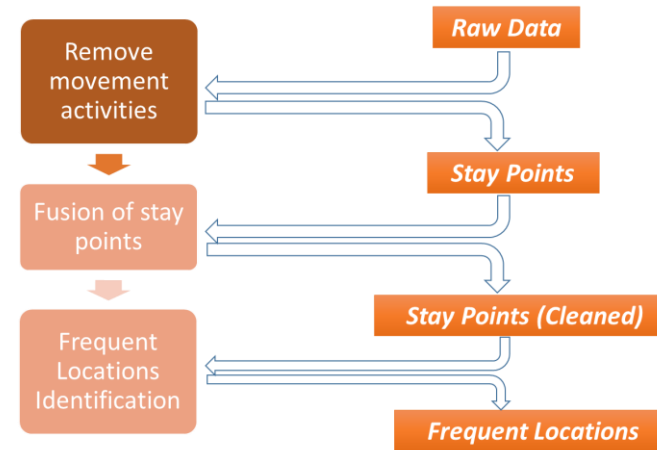 Raw Data
Remove
movement
activities
Stay Points
Fusion of stay
points
Stay Points (Cleaned)
Frequent
Locations
Identification
Frequent Locations